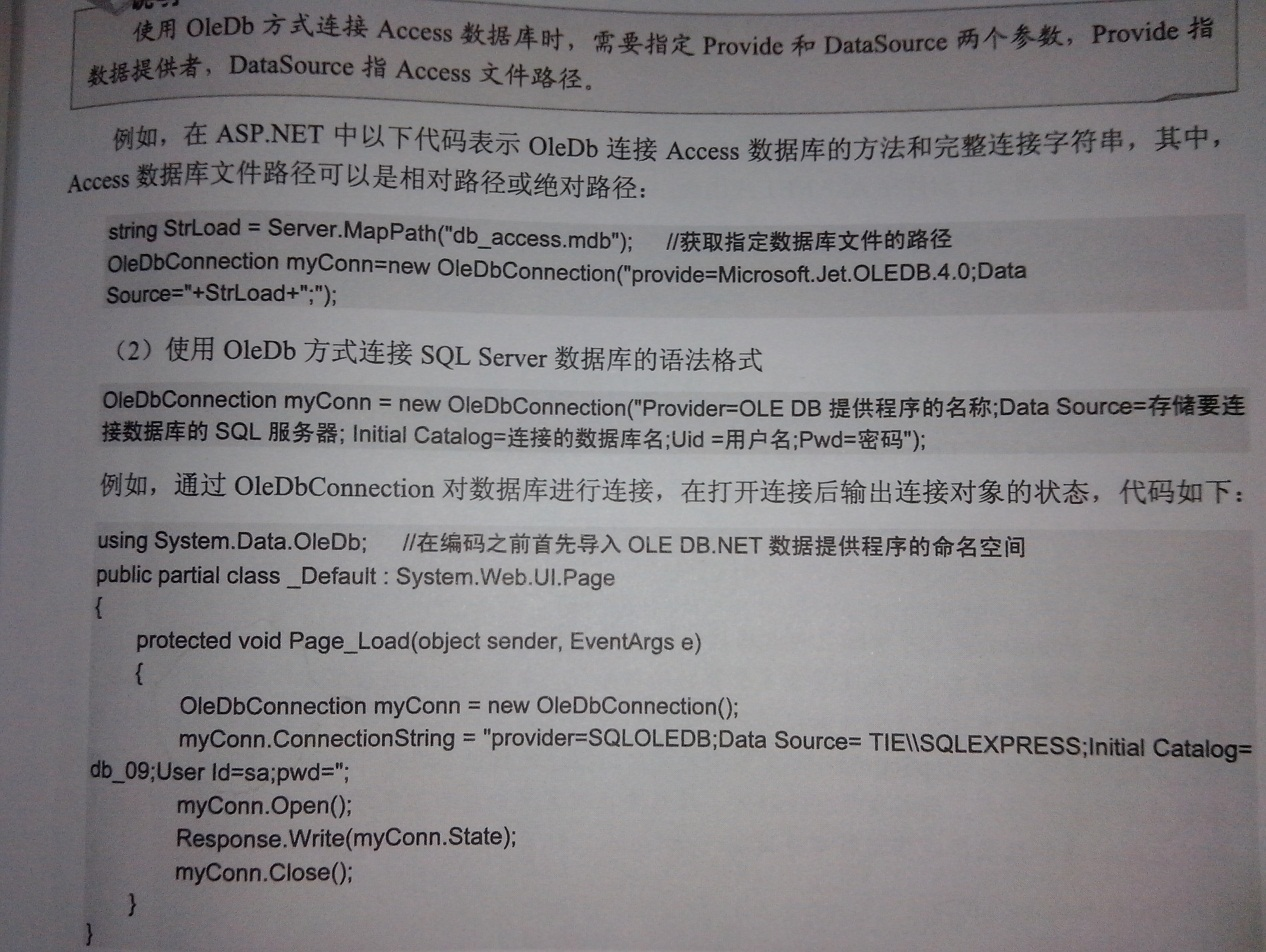 说明
使用 OleDb 方式连接 Access 数据库时，需要指定 Provide 和 DataSource 两个参数，Provide 指
数据提供者，DataSource 指 Access 文件路径。
例如，在 ASP.NET 中以下代码表示 OleDb 连接 Access 数据库的方法和完整连接字符串，其中，
Access 数据库文件路径可以是相对路径或绝对路径：
string StrLoad = Server.MapPath("db_access.mdb"); //获取指定数据库文件的路径
OleDbConnection myConn=new OleDbConnection("provide=Microsoft.Jet.OLEDB.4.0;Data
Source="+StrLoad+";");
（2）使用 OleDb 方式连接 SQL Server 数据库的语法格式
OleDbConnection myConn = new OleDbConnection("Provider=OLE DB 提供程序的名称;Data Source=存储要连
接数据库的 SQL 服务器; Initial Catalog=连接的数据库名;Uid =用户名;Pwd=密码");
例如，通过 OleDbConnection 对数据库进行连接，在打开连接后输出连接对象的状态，代码如下：
using System.Data.OleDb; //在编码之前首先导入 OLE DB.NET 数据提供程序的命名空间
public partial class _Default : System.Web.UI.Page
{
protected void Page_Load(object sender, EventArgs e)
{
OleDbConnection myConn = new OleDbConnection();
myConn.ConnectionString = "provider=SQLOLEDB;Data Source= TIE\\SQLEXPRESS;Initial Catalog=
db_09;User Id=sa;pwd=";
myConn.Open();
Response.Write(myConn.State);
myConn.Close();
}
}